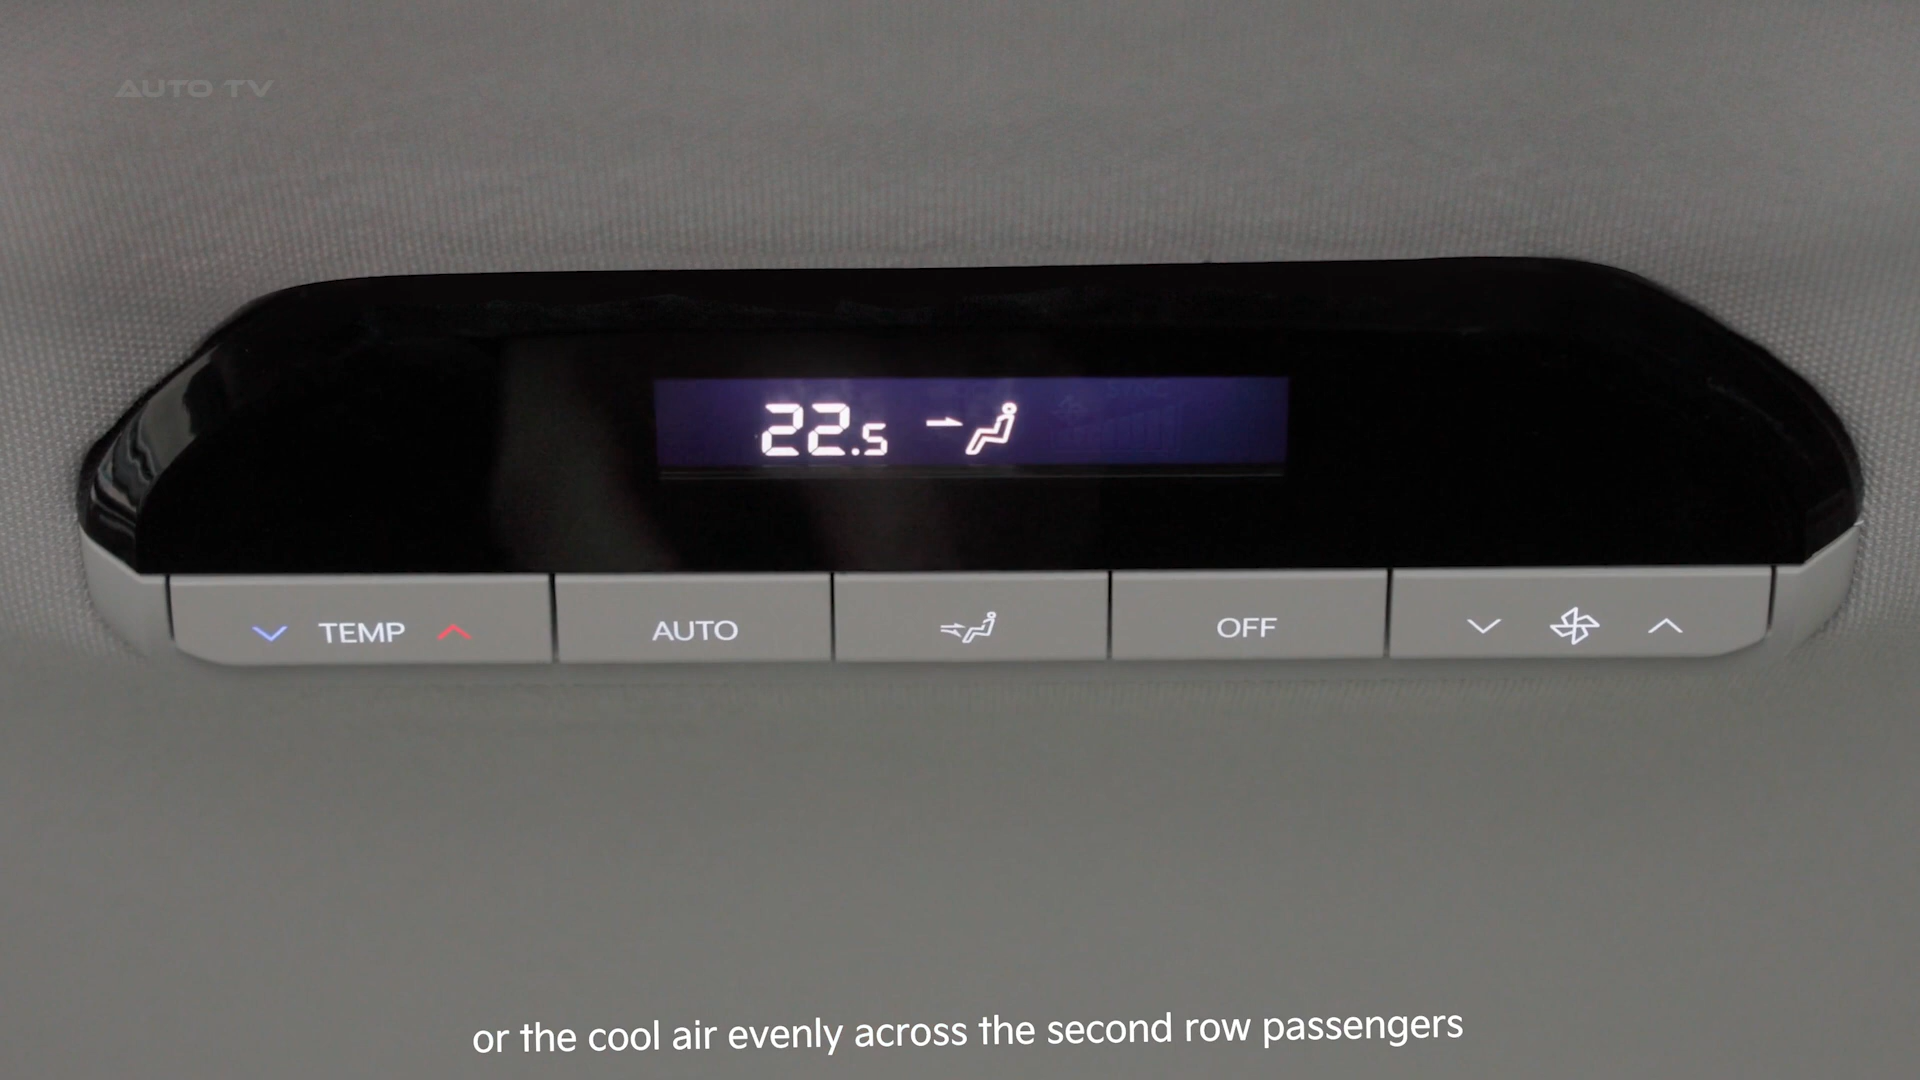 AUTO TV
22.5
TEMP
AUTO
OFF
or the cool air evenly across the second row passengers